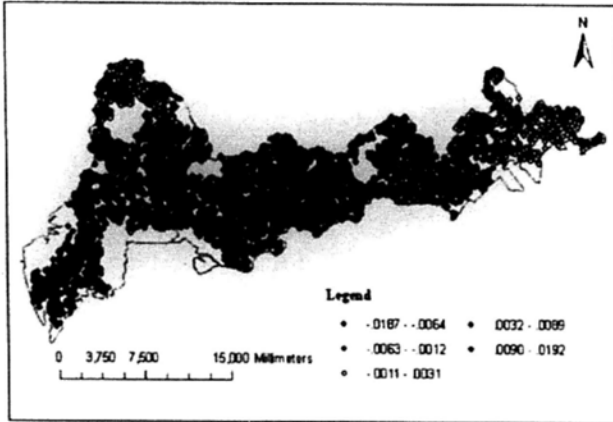 N
Legend
-.0187 - -.0064
.0032 - .0089
-.0063 - -.0012
.0090 - .0192
-.0011 - .0031
0 3,750 7,500 15,000 Millimeters